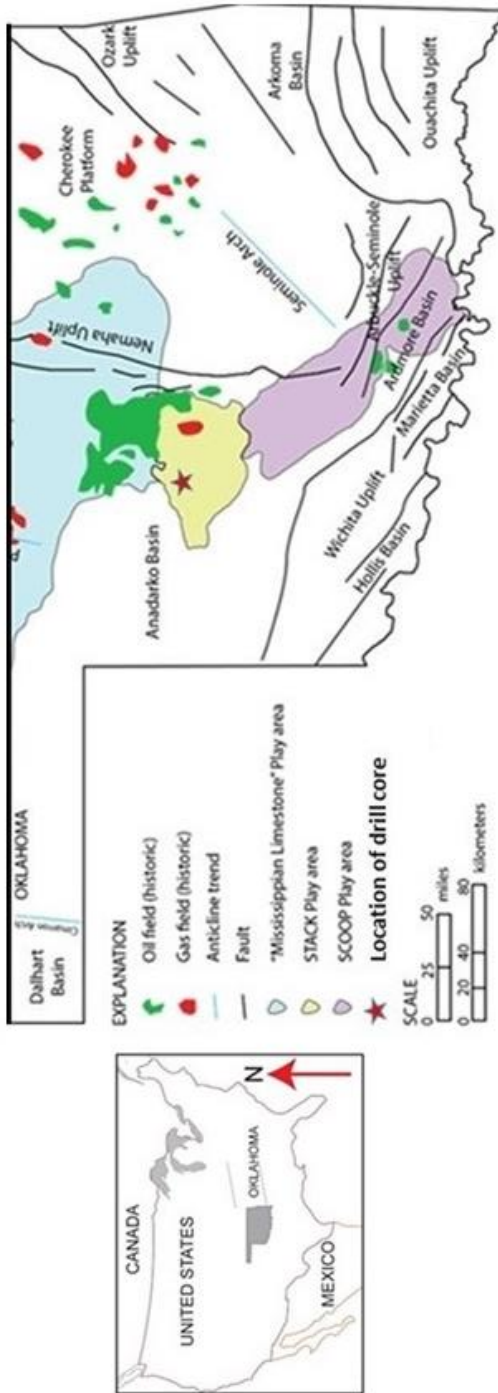 CANADA
UNITED STATES
OKLAHOMA
MEXICO
N
Dalhart
Basin
OKLAHOMA
Cimarron Arch
EXPLANATION
Oil field (historic)
Gas field (historic)
Anticline trend
Fault
"Mississippian Limestone" Play area
STACK Play area
SCOOP Play area
Location of drill core
SCALE
0 25 50
miles
0 20 40 80
kilometers
Anadarko Basin
Nemaha Uplift
Cherokee
Platform
Ozark
Uplift
Seminole Arch
Arkoma
Basin
Arbuckle-Seminole
Uplift
Ouachita Uplift
Ardmore Basin
Marietta Basin
Wichita Uplift
Hollis Basin